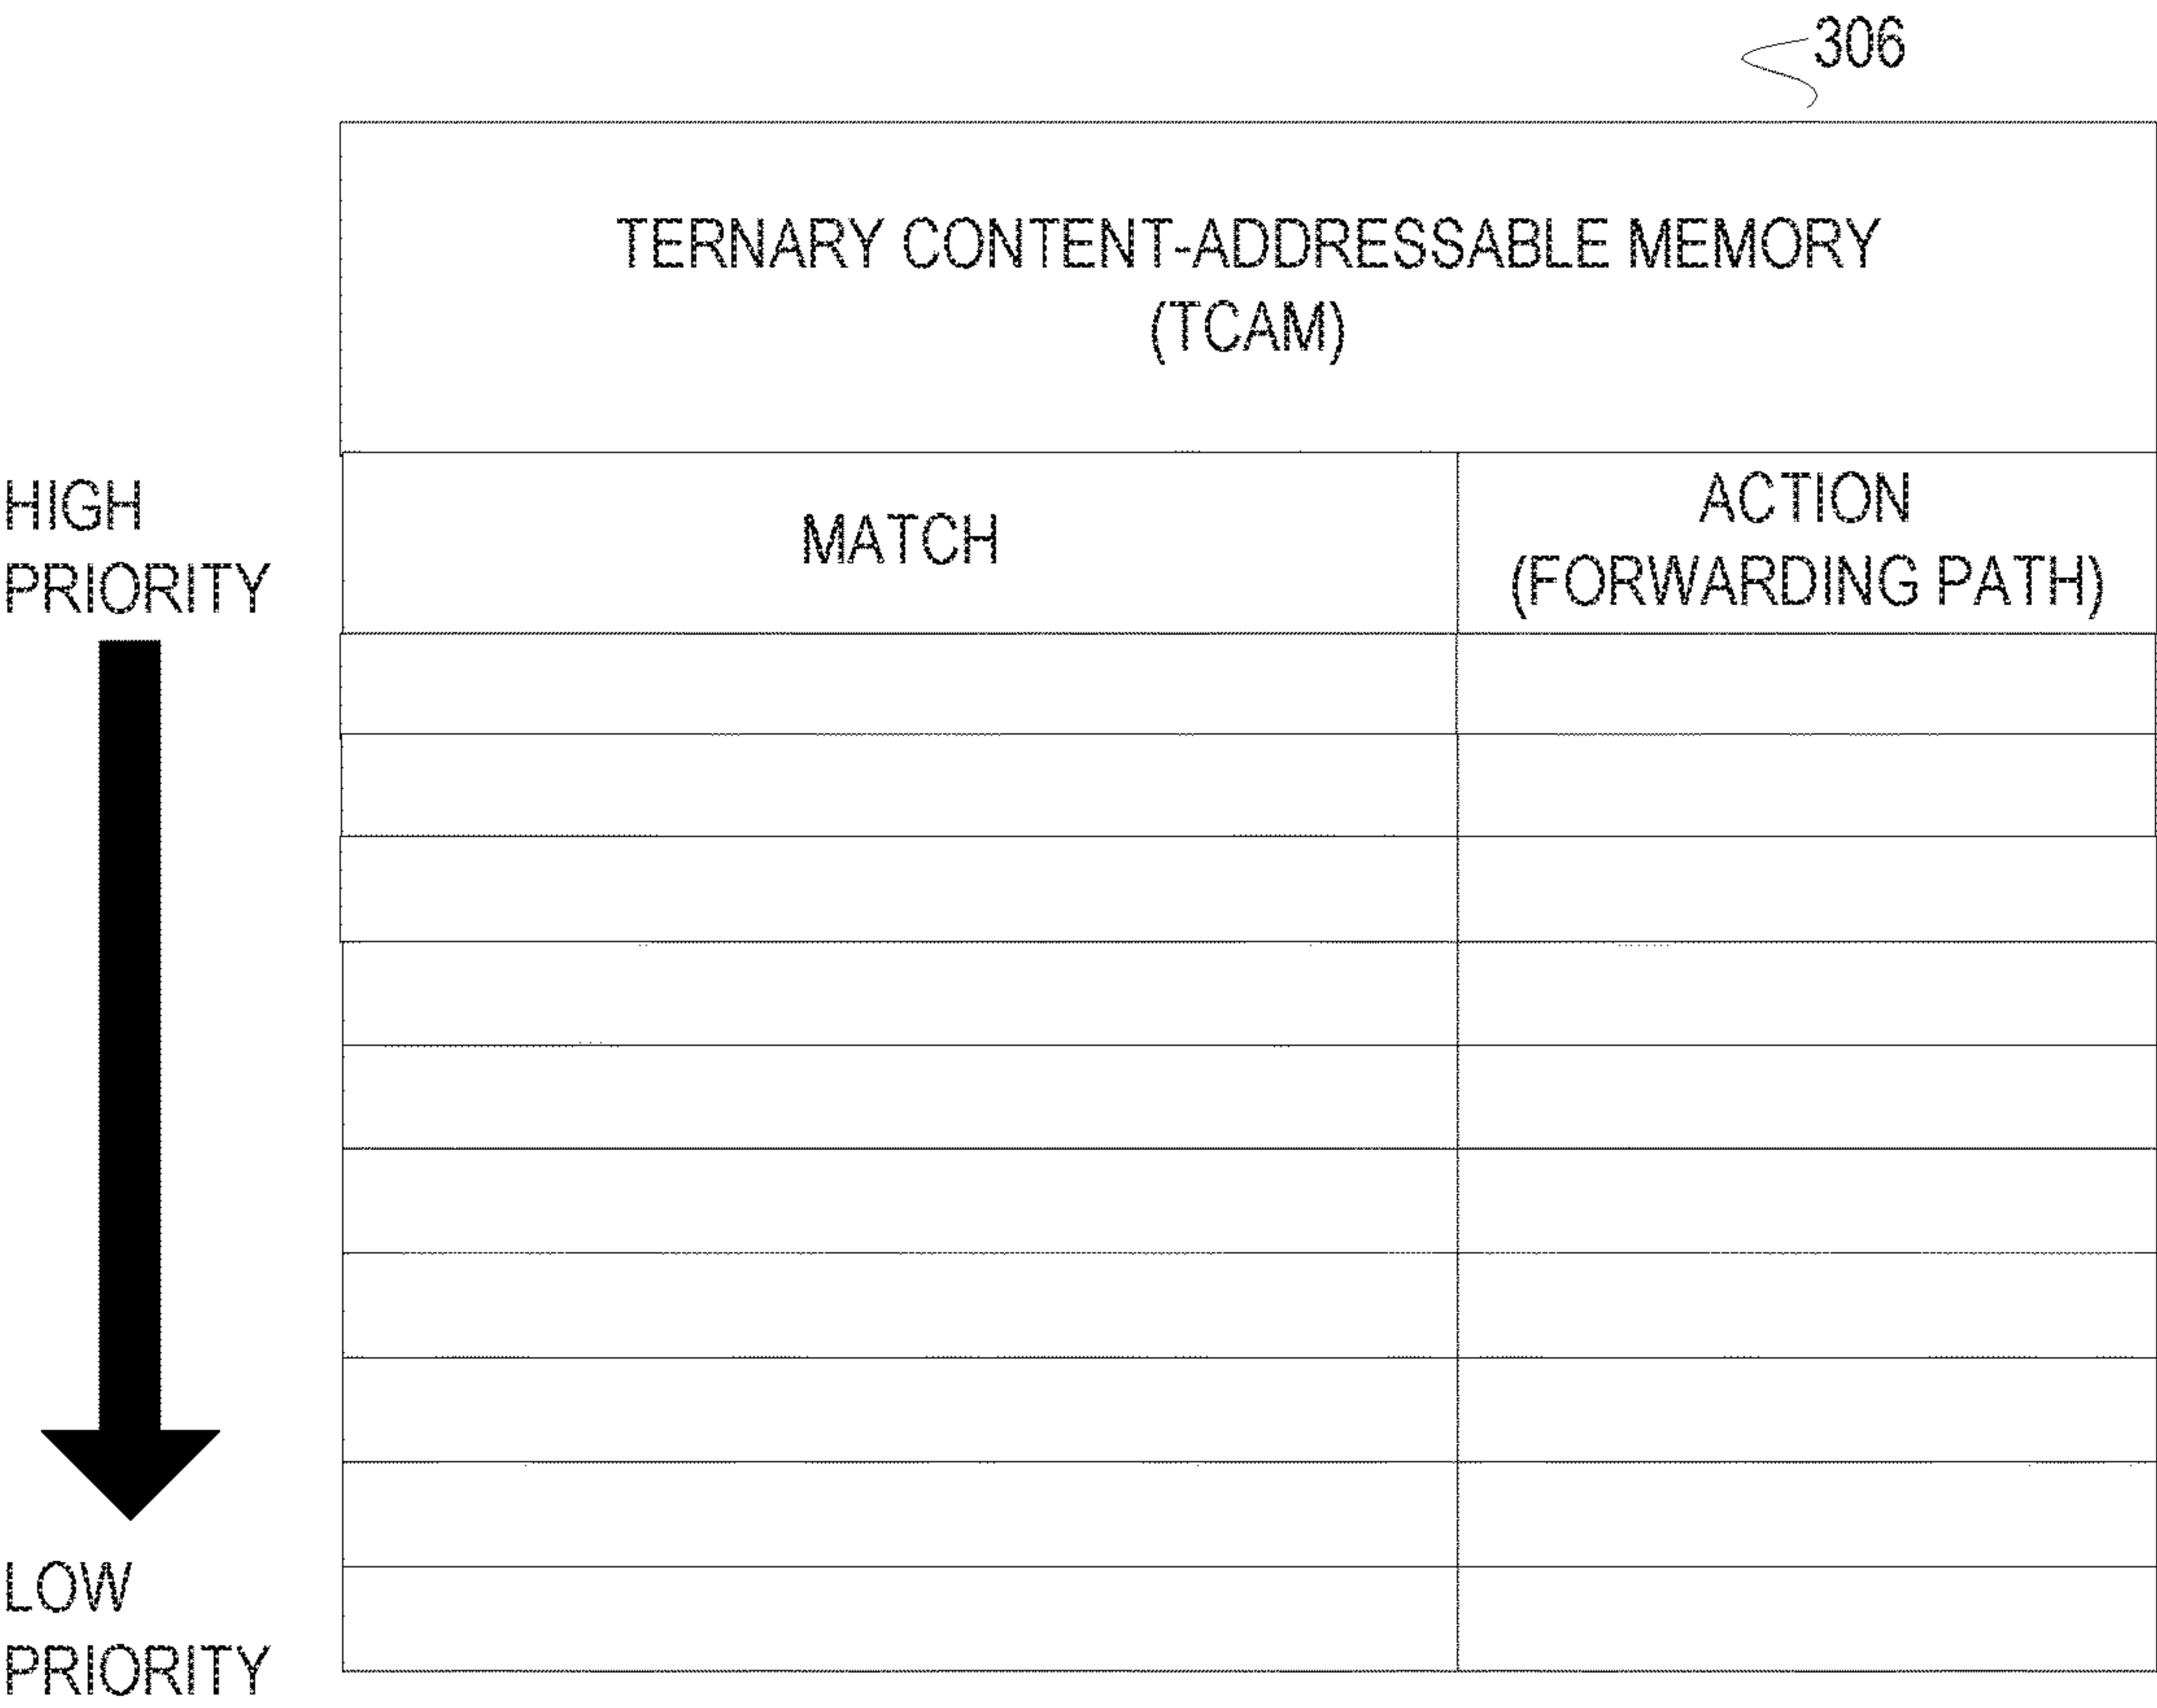 306
TERNARY CONTENT-ADDRESSABLE MEMORY
(TCAM)
HIGH
PRIORITY
MATCH
ACTION
(FORWARDING PATH)
LOW
PRIORITY